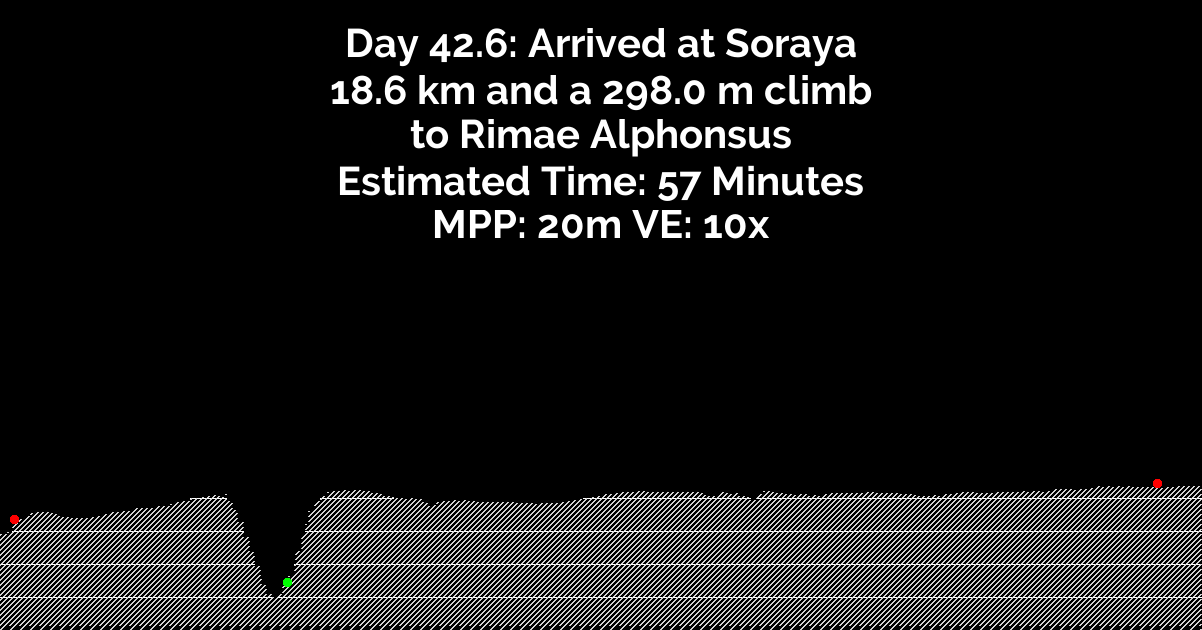 Day 42.6: Arrived at Soraya
18.6 km and a 298.0 m climb
to Rimae Alphonsus
Estimated Time: 57 Minutes
MPP: 20m VE: 10x